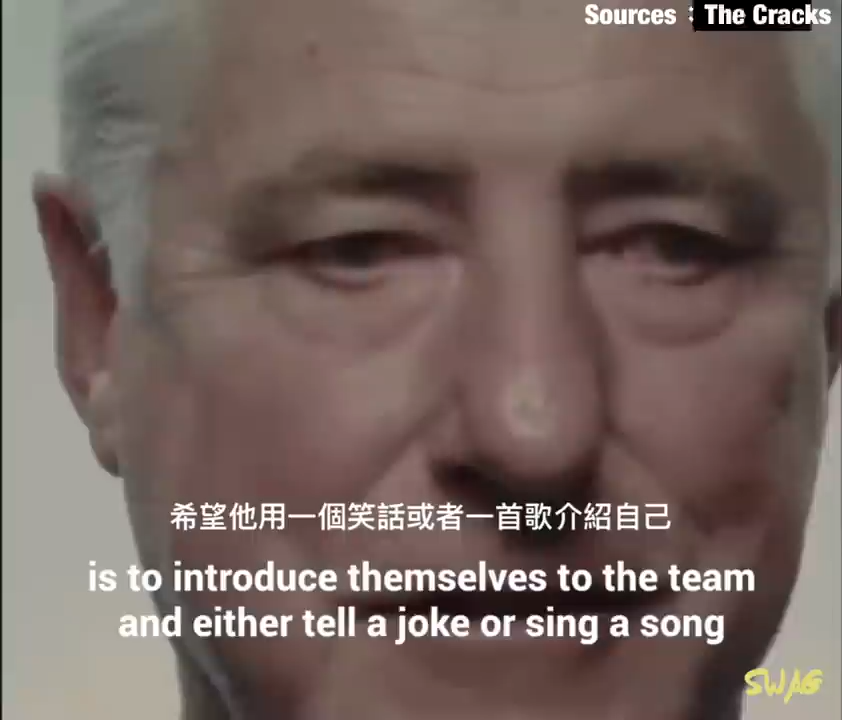 Sources : The Cracks
希望他用一個笑話或者一首歌介紹自己
is to introduce themselves to the team
and either tell a joke or sing a song
SWAG